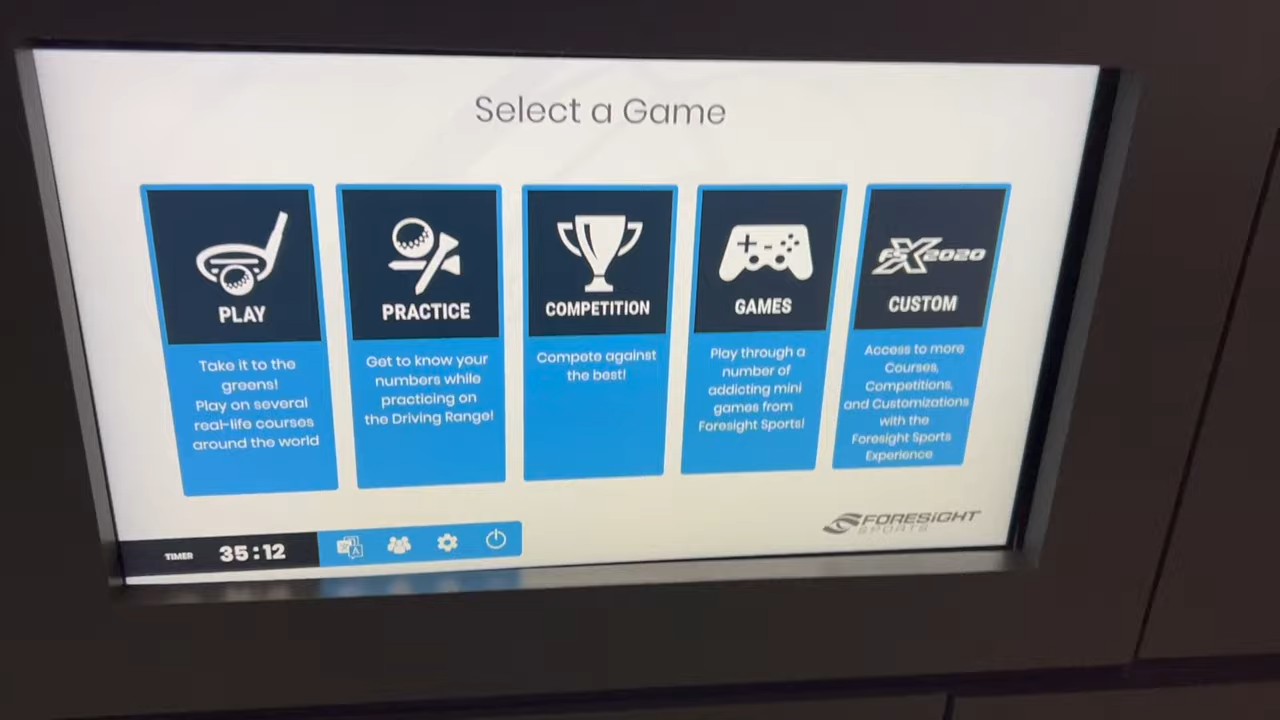 Select a Game
PLAY
Take it to the
greens!
Play on several
real-life courses
around the world
PRACTICE
Get to know your
numbers while
practicing on
the Driving Range!
COMPETITION
Compete against
the best!
GAMES
Play through a
number of
addicting mini
games from
Foresight Sports!
FSX2020
CUSTOM
Access to more
Courses,
Competitions,
and Customizations
with the
Foresight Sports
Experience
TIMER 35:12
A
FORESIGHT
SPORTS